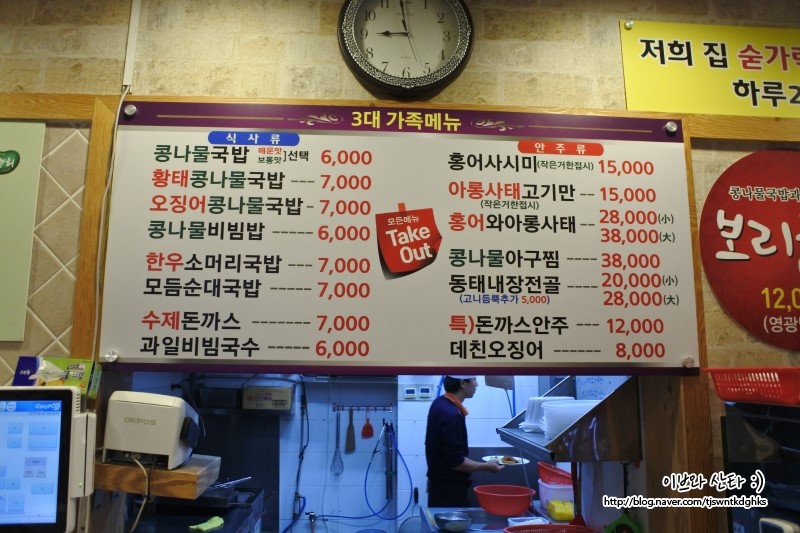 3대 가족메뉴
식 사 류
콩나물국밥 매운맛 보통맛 ]선택 6,000
황태콩나물국밥 --- 7,000
오징어콩나물국밥 - 7,000
콩나물비빔밥 ----- 6,000
한우소머리국밥 --- 7,000
모듬순대국밥 ----- 7,000
수제돈까스 -------- 7,000
과일비빔국수 ----- 6,000
모든메뉴
Take
Out
안 주 류
홍어사시미(작은거한접시) 15,000
아롱사태고기만 -- 15,000
(작은거한접시)
홍어와아롱사태 -- 28,000(小)
38,000(大)
콩나물아구찜 ---- 38,000
동태내장전골 ---- 20,000(小)
(고니듬뿍추가 5,000) 28,000(大)
특)돈까스안주 --- 12,000
데친오징어 ------ 8,000
저희 집 숟가락
하루2
콩나물국밥과
보리
12,0
(영광
OKPOS
이브와 산타 :)
http://blog.naver.com/tjswntkdghks